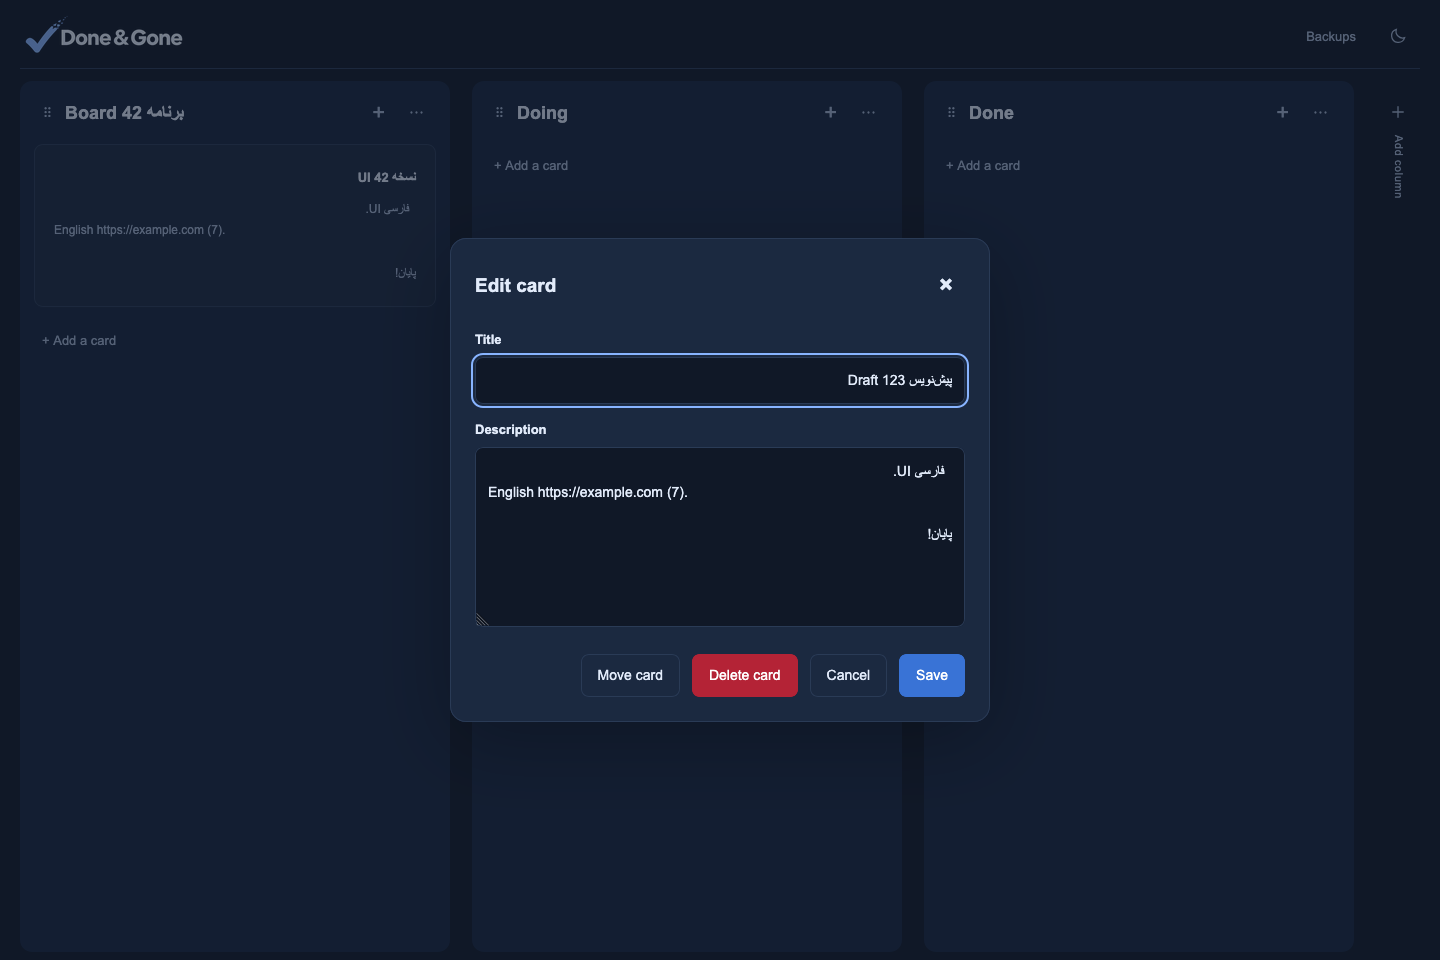 Done & Gone
Backups
Board 42 برنامه
نسخه UI 42
فارسی UI.
English https://example.com (7).
پایان!
+ Add a card
Doing
+ Add a card
Done
+ Add a card
Add column
Edit card
Title
پیش‌نویس Draft 123
Description
فارسی UI.
English https://example.com (7).
پایان!
Move card
Delete card
Cancel
Save